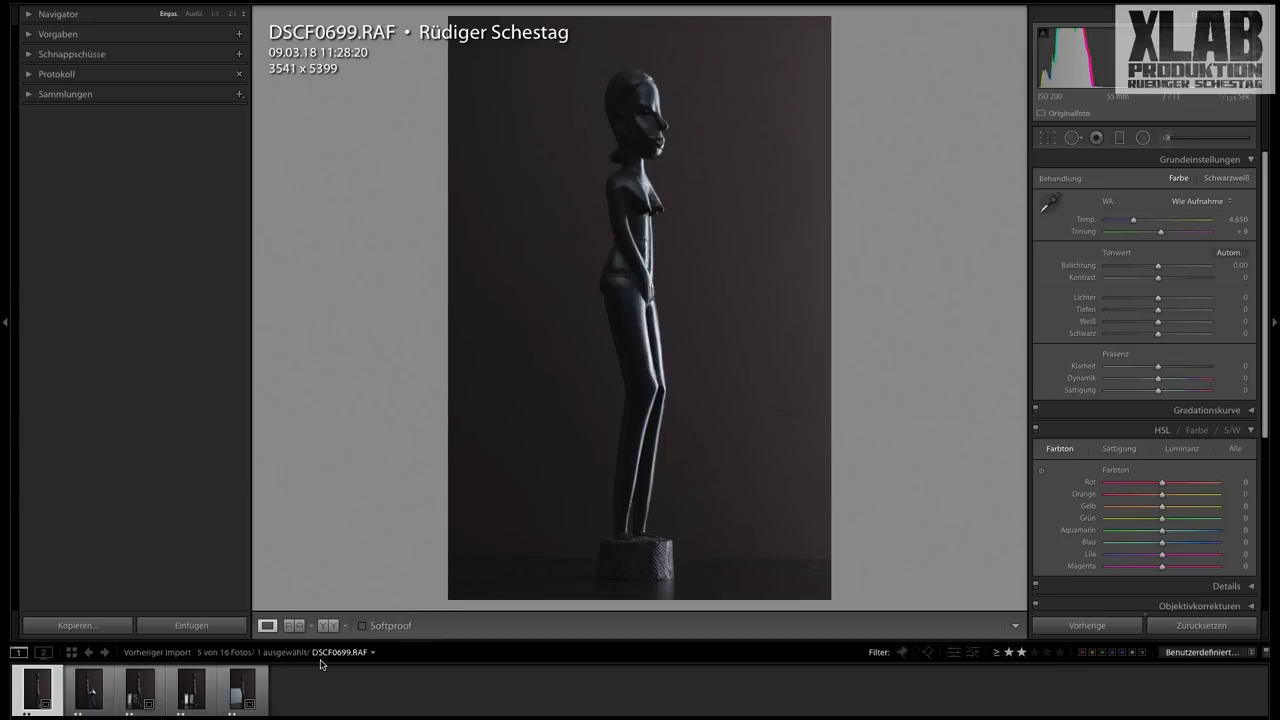 Navigator
Einpas.
Ausfül.
1:1
2:1
Vorgaben
Schnappschüsse
Protokoll
Sammlungen
Kopieren...
Einfügen
DSCF0699.RAF • Rüdiger Schestag
09.03.18 11:28:20
3541 x 5399
XLAB
PRODUKTION
RUEDIGER SCHESTAG
ISO 200
55 mm
Originalfoto
Grundeinstellungen
Behandlung:
Farbe
Schwarzweiß
WA:
Wie Aufnahme
Temp.
4.650
Tonung
+ 9
Tonwert
Autom.
Belichtung
0,00
Kontrast
0
Lichter
0
Tiefen
0
Weiß
0
Schwarz
0
Präsenz
Klarheit
0
Dynamik
0
Sättigung
0
Gradationskurve
HSL / Farbe / S/W
Farbton
Sättigung
Luminanz
Alle
Farbton
Rot
0
Orange
0
Gelb
0
Grün
0
Aquamarin
0
Blau
0
Lila
0
Magenta
0
Details
Objektivkorrekturen
Vorherige
Zurücksetzen
Softproof
1
2
Vorheriger Import
5 von 16 Fotos/ 1 ausgewählt/ DSCF0699.RAF
Filter:
Benutzerdefiniert...